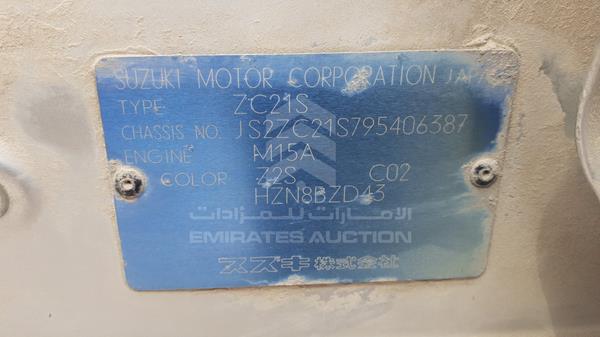 SUZUKI MOTOR CORPORATION JAPAN
TYPE ZC21S
CHASSIS NO. JS2ZC21S795406387
ENGINE M15A
COLOR Z2S C02
HZN8BZD43
الامارات للمزادات
EMIRATES AUCTION
スズキ株式会社